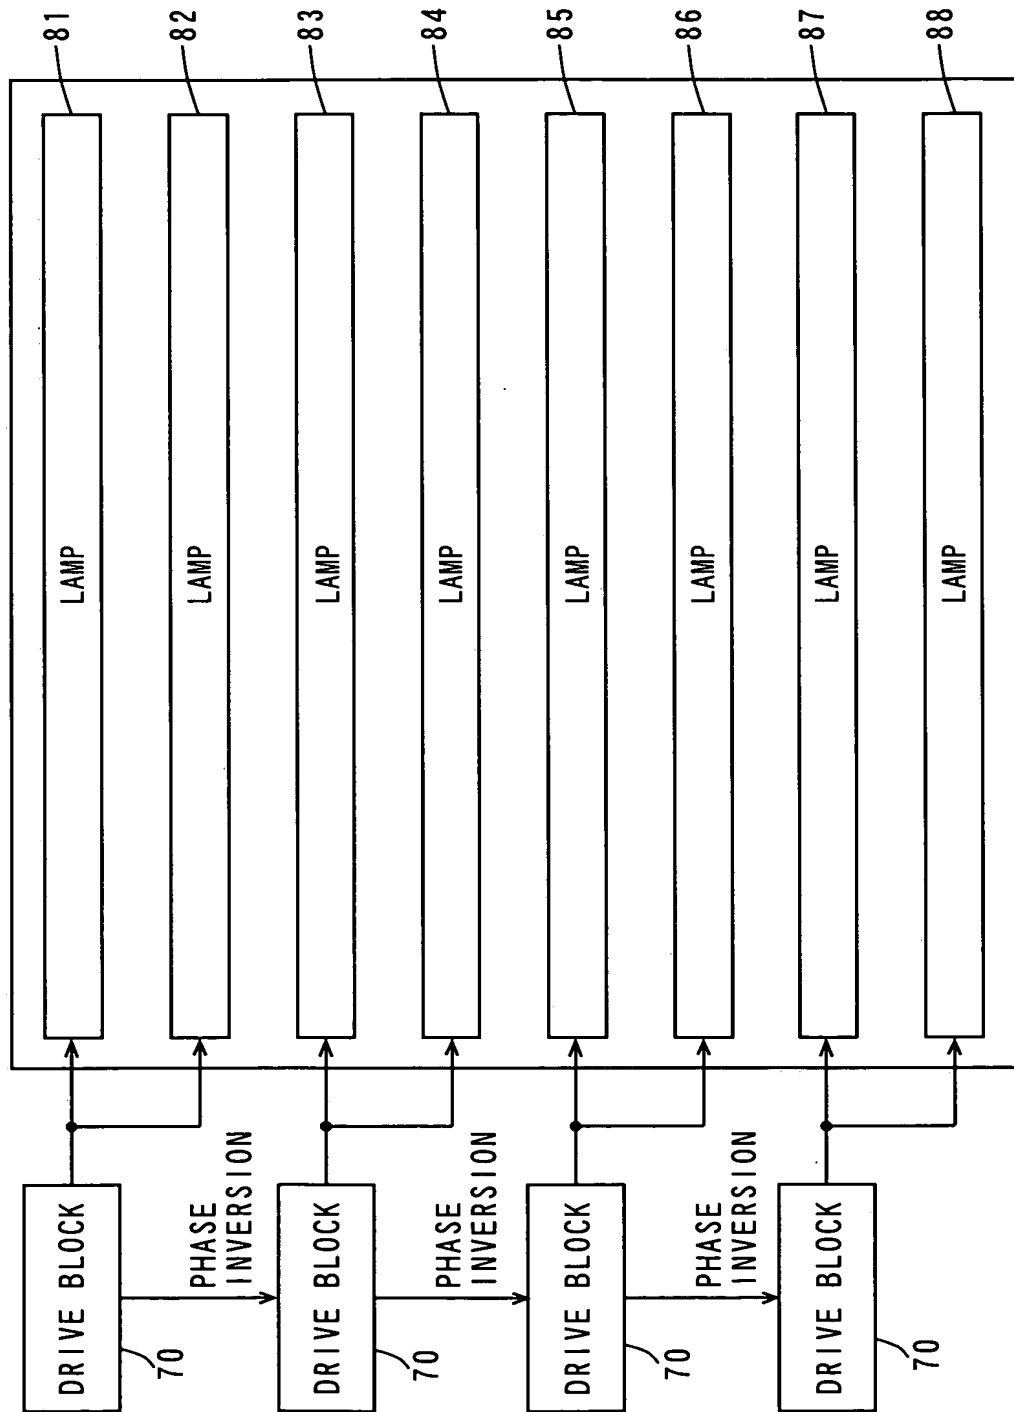 81
82
83
84
85
86
87
88
LAMP
LAMP
LAMP
LAMP
LAMP
LAMP
LAMP
LAMP
PHASE
INVERSION
PHASE
INVERSION
PHASE
INVERSION
DRIVE BLOCK
DRIVE BLOCK
DRIVE BLOCK
DRIVE BLOCK
70
70
70
70